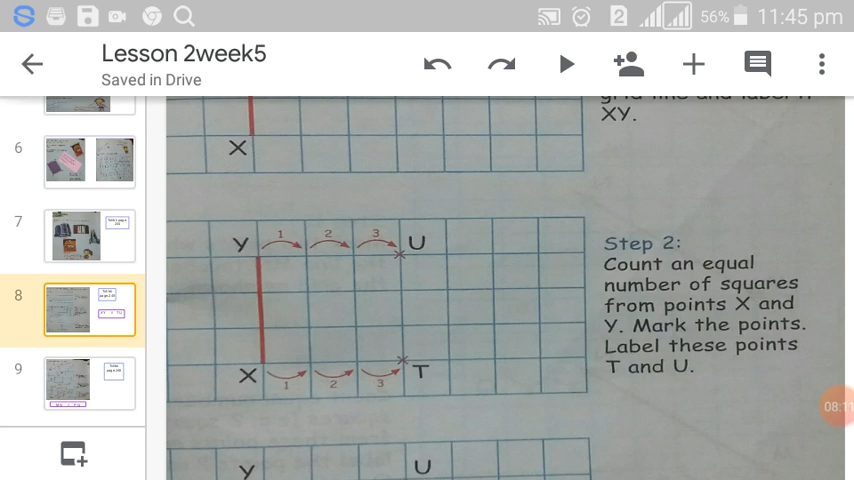 56% 11:45 pm
Lesson 2week5
Saved in Drive
XY.
6
X
7
Y 1 2 3 U
Step 2:
Count an equal
number of squares
from points X and
Y. Mark the points.
Label these points
T and U.
8
9
X 1 2 3 T
08:11
Y U